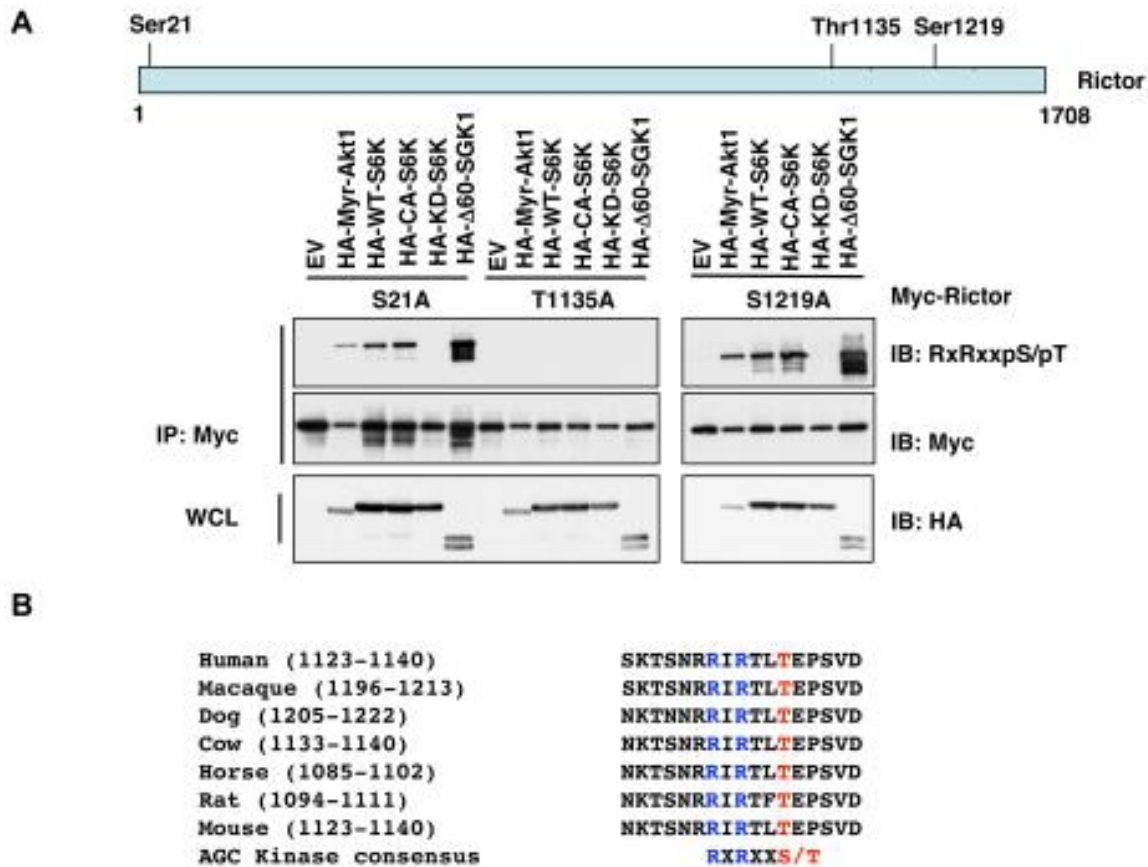 A
Ser21
Thr1135 Ser1219
Rictor
1
1708
EV
HA-Myr-Akt1
HA-WT-S6K
HA-CA-S6K
HA-KD-S6K
HA-Δ60-SGK1
EV
HA-Myr-Akt1
HA-WT-S6K
HA-CA-S6K
HA-KD-S6K
HA-Δ60-SGK1
EV
HA-Myr-Akt1
HA-WT-S6K
HA-CA-S6K
HA-KD-S6K
HA-Δ60-SGK1
S21A T1135A S1219A Myc-Rictor
IB: RxRxxpS/pT
IP: Myc
IB: Myc
WCL
IB: HA
B
Human (1123-1140) SKTSNRRIRTLTEPSVD
Macaque (1196-1213) SKTSNRRIRTLTEPSVD
Dog (1205-1222) NKTNNRRIRTLTEPSVD
Cow (1133-1140) NKTSNRRIRTLTEPSVD
Horse (1085-1102) NKTSNRRIRTLTEPSVD
Rat (1094-1111) NKTSNRRIRTFTEPSVD
Mouse (1123-1140) NKTSNRRIRTLTEPSVD
AGC Kinase consensus RXRXXS/T